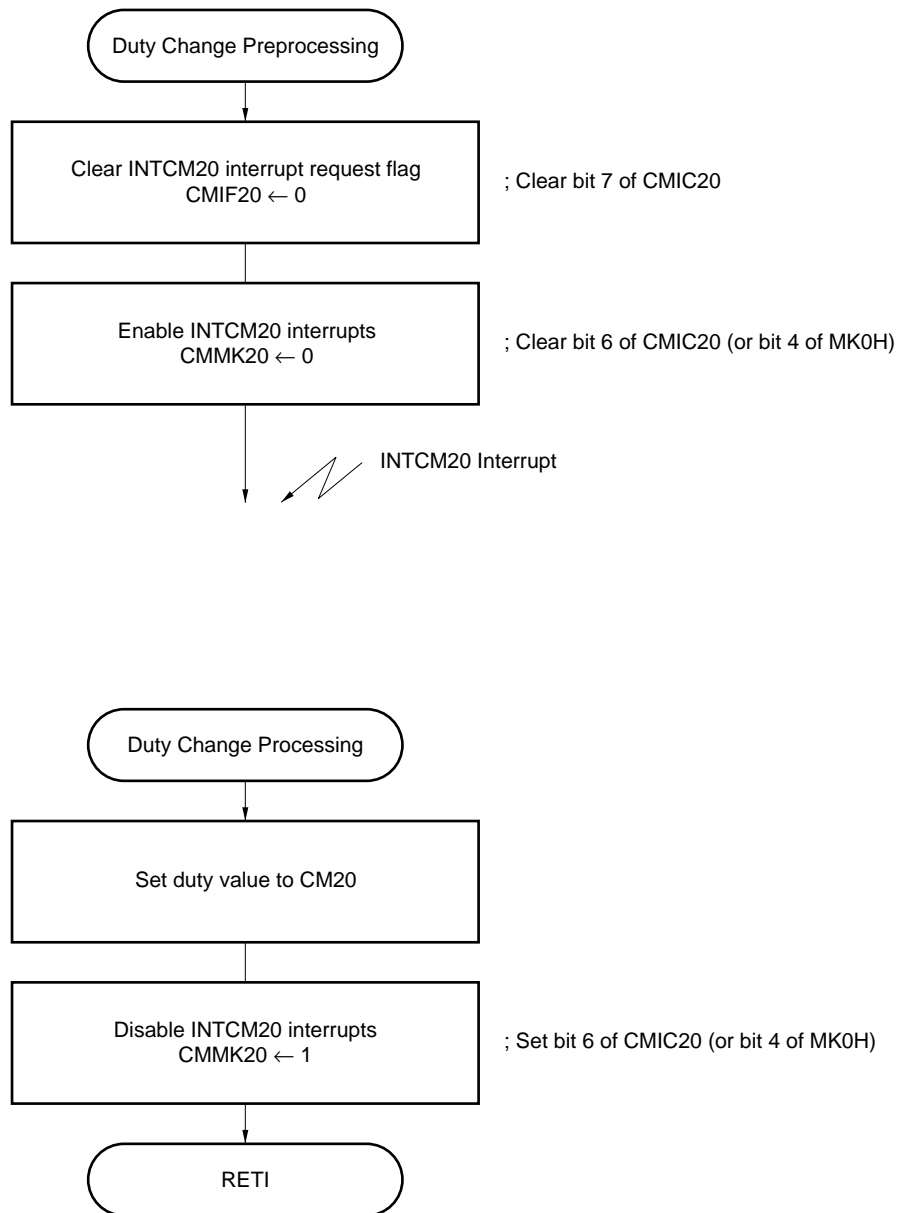 Duty Change Preprocessing
Clear INTCM20 interrupt request flag
CMIF20 ← 0
; Clear bit 7 of CMIC20
Enable INTCM20 interrupts
CMMK20 ← 0
; Clear bit 6 of CMIC20 (or bit 4 of MK0H)
INTCM20 Interrupt
Duty Change Processing
Set duty value to CM20
Disable INTCM20 interrupts
CMMK20 ← 1
; Set bit 6 of CMIC20 (or bit 4 of MK0H)
RETI